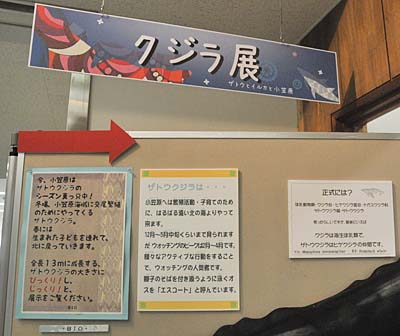 クジラ展
ザトウとイルカと小笠原
今、小笠原は
ザトウクジラの
シーズン真っ只中！
冬場、小笠原海域に交尾繁殖
のためにやってくる
ザトウクジラ。
春には
生まれた子どもを連れて、
北に戻っていきます。
全長１３ｍに成長する、
ザトウクジラの大きさに
びっくり！し、
じっくり！と、
展示をご覧ください。
ザトウクジラは・・・
小笠原へは繁殖活動・子育てのた
めに、はるばる遠い北の海よりやって
来ます。
12月～5月中旬くらいまで見られます
が ウォッチングのピークは2月～4月です。
様々なアクティブな行動をすること
で、ウォッチングの人気者です。
親子のそばを付き添うように泳ぐオ
スを「エスコート」と呼んでいます。
正式には？
クジラは海生ほ乳類で、
ザトウクジラはヒゲクジラの仲間です。